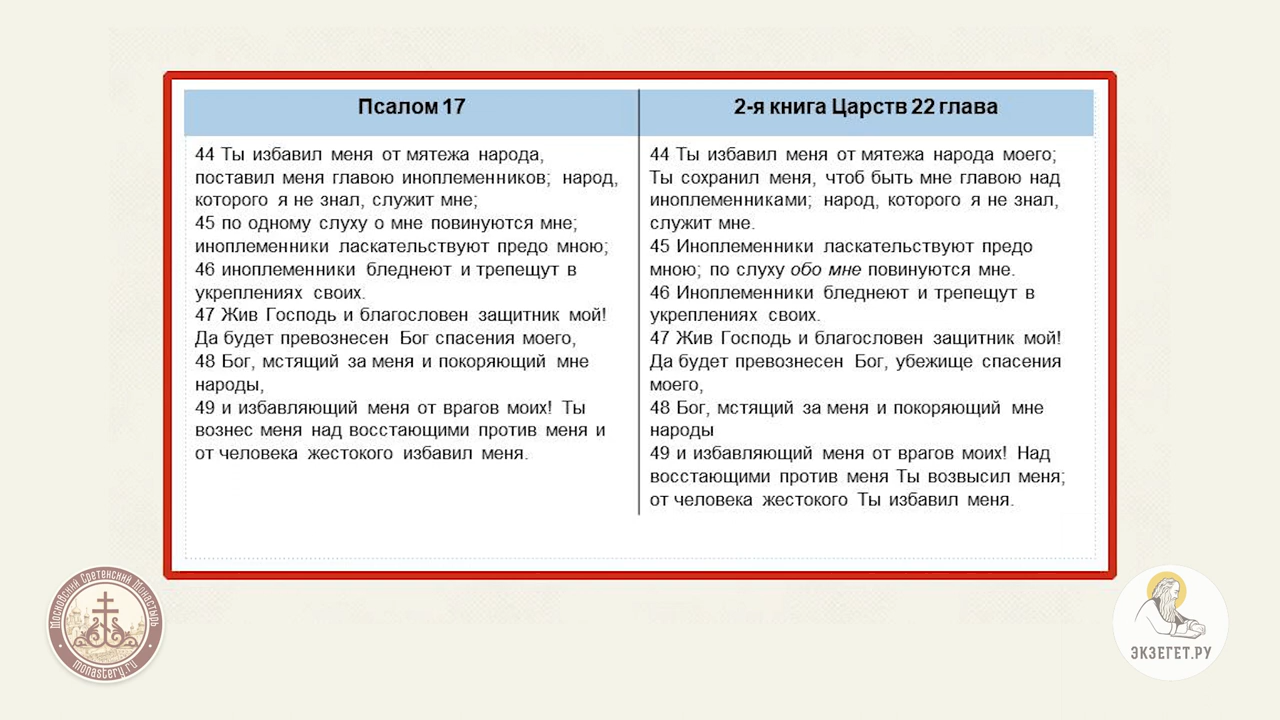 Псалом 17
44 Ты избавил меня от мятежа народа,
поставил меня главою иноплеменников; народ,
которого я не знал, служит мне;
45 по одному слуху о мне повинуются мне;
иноплеменники ласкательствуют предо мною;
46 иноплеменники бледнеют и трепещут в
укреплениях своих.
47 Жив Господь и благословен защитник мой!
Да будет превознесен Бог спасения моего,
48 Бог, мстящий за меня и покоряющий мне
народы,
49 и избавляющий меня от врагов моих! Ты
вознес меня над восстающими против меня и
от человека жестокого избавил меня.
2-я книга Царств 22 глава
44 Ты избавил меня от мятежа народа моего;
Ты сохранил меня, чтоб быть мне главою над
иноплеменниками; народ, которого я не знал,
служит мне.
45 Иноплеменники ласкательствуют предо
мною; по слуху обо мне повинуются мне.
46 Иноплеменники бледнеют и трепещут в
укреплениях своих.
47 Жив Господь и благословен защитник мой!
Да будет превознесен Бог, убежище спасения
моего,
48 Бог, мстящий за меня и покоряющий мне
народы
49 и избавляющий меня от врагов моих! Над
восстающими против меня Ты возвысил меня;
от человека жестокого Ты избавил меня.
Московский Сретенский Монастырь
monastery.ru
ЭКЗЕГЕТ.РУ